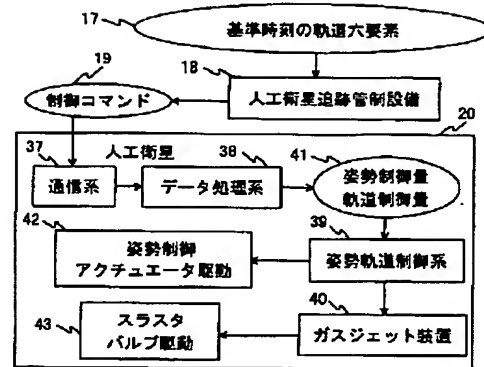 17
基準時刻の軌道六要系
19
18
制御コマンド
人工衛星追跡管制設備
20
37
人工衛星
38
41
通信系
データ処理系
姿勢制御量
軌道制御量
42
39
姿勢制御
アクチュエータ駆動
姿勢軌道制御系
40
43
スラスタ
バルブ駆動
ガスジェット装置